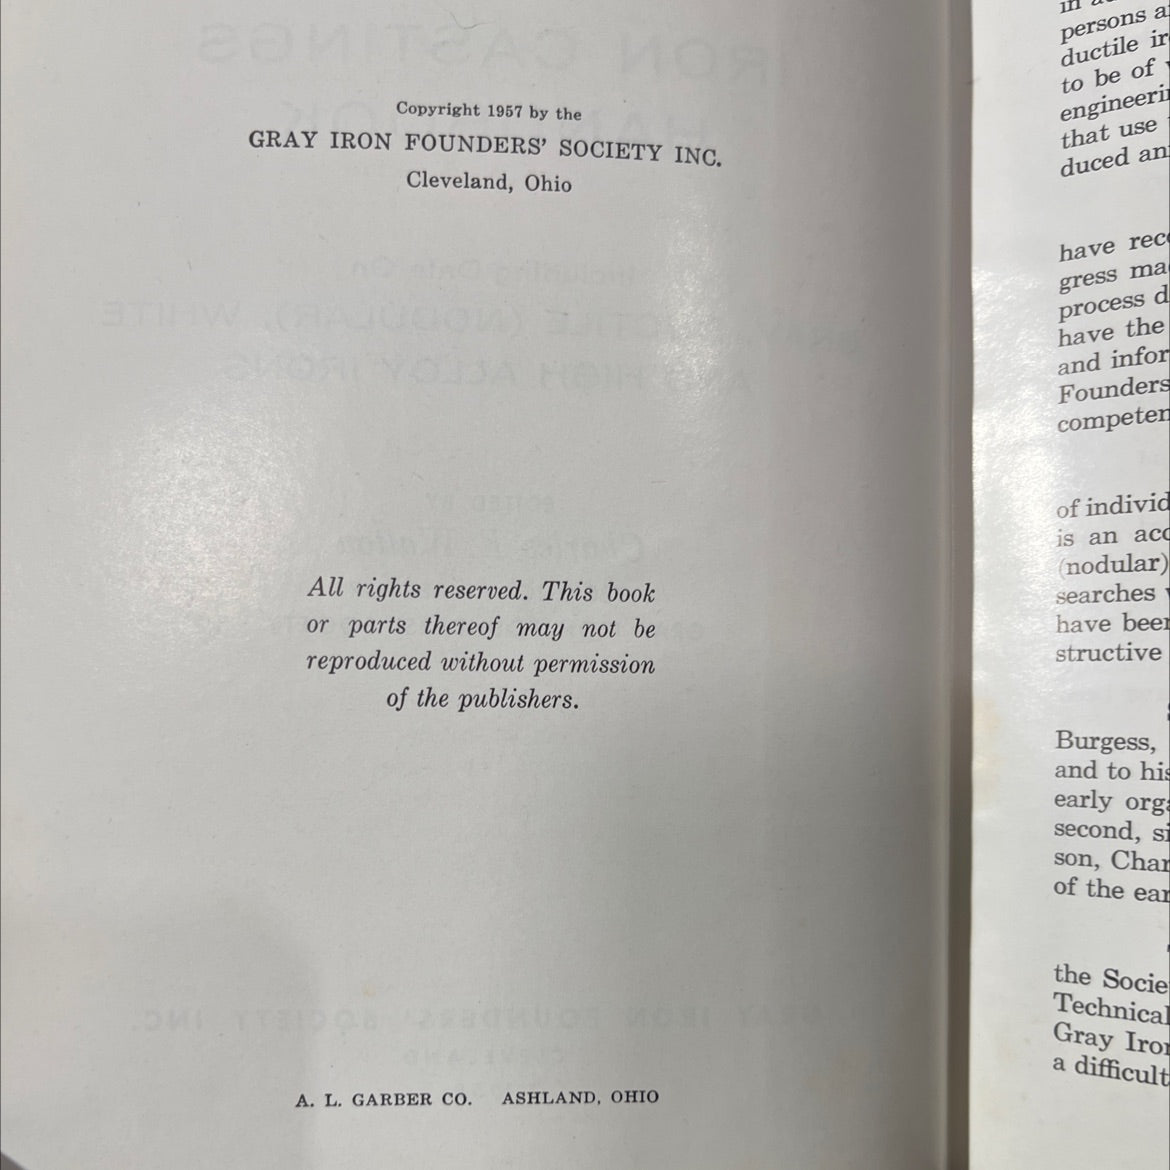 Copyright 1957 by the
GRAY IRON FOUNDERS' SOCIETY INC.
Cleveland, Ohio
All rights reserved. This book
or parts thereof may not be
reproduced without permission
of the publishers.
A. L. GARBER CO. ASHLAND, OHIO
persons
ductile
to be of
engineeri
that use
duced an
have rec
gress ma
process d
have the
and infor
Founders
competen
of individ
is an acc
(nodular)
searches
have been
structive
Burgess,
and to his
early orga
second, si
son, Char
of the ear
the Socie
Technical
Gray Iron
a difficult